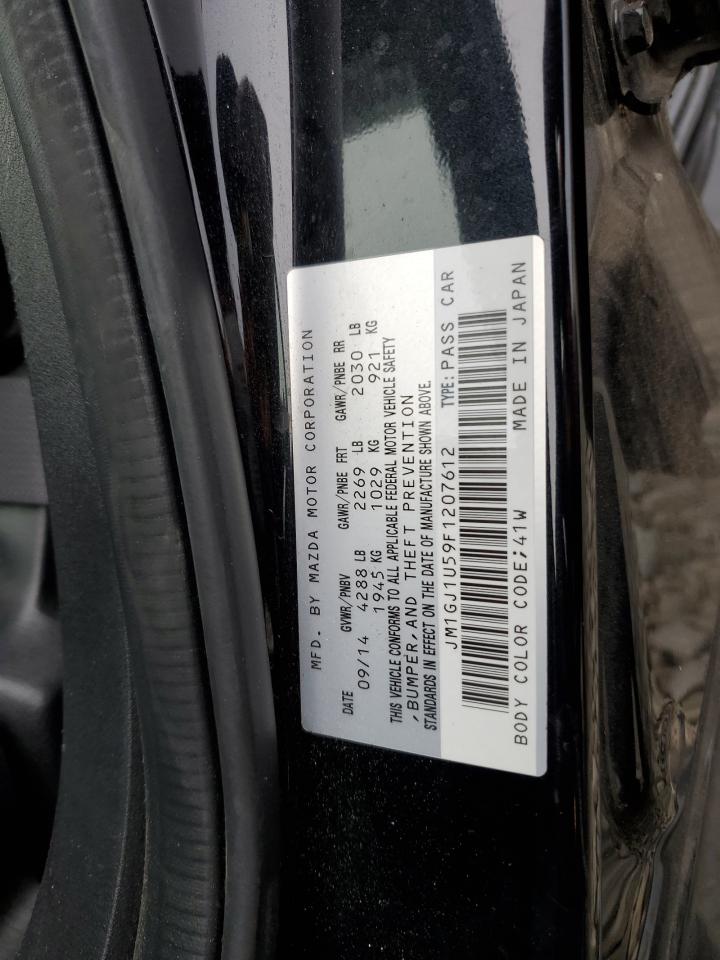 MFD. BY MAZDA MOTOR CORPORATION
DATE GVWR/PNBV GAWR/PNBE FRT GAWR/PNBE RR
09/14 4288 LB 2269 LB 2030 LB
1945 KG 1029 KG 921 KG
THIS VEHICLE CONFORMS TO ALL APPLICABLE FEDERAL MOTOR VEHICLE SAFETY
,BUMPER,AND THEFT PREVENTION
STANDARDS IN EFFECT ON THE DATE OF MANUFACTURE SHOWN ABOVE.
JM1GJ1U59F1207612 TYPE:PASS CAR
BODY COLOR CODE;41W MADE IN JAPAN